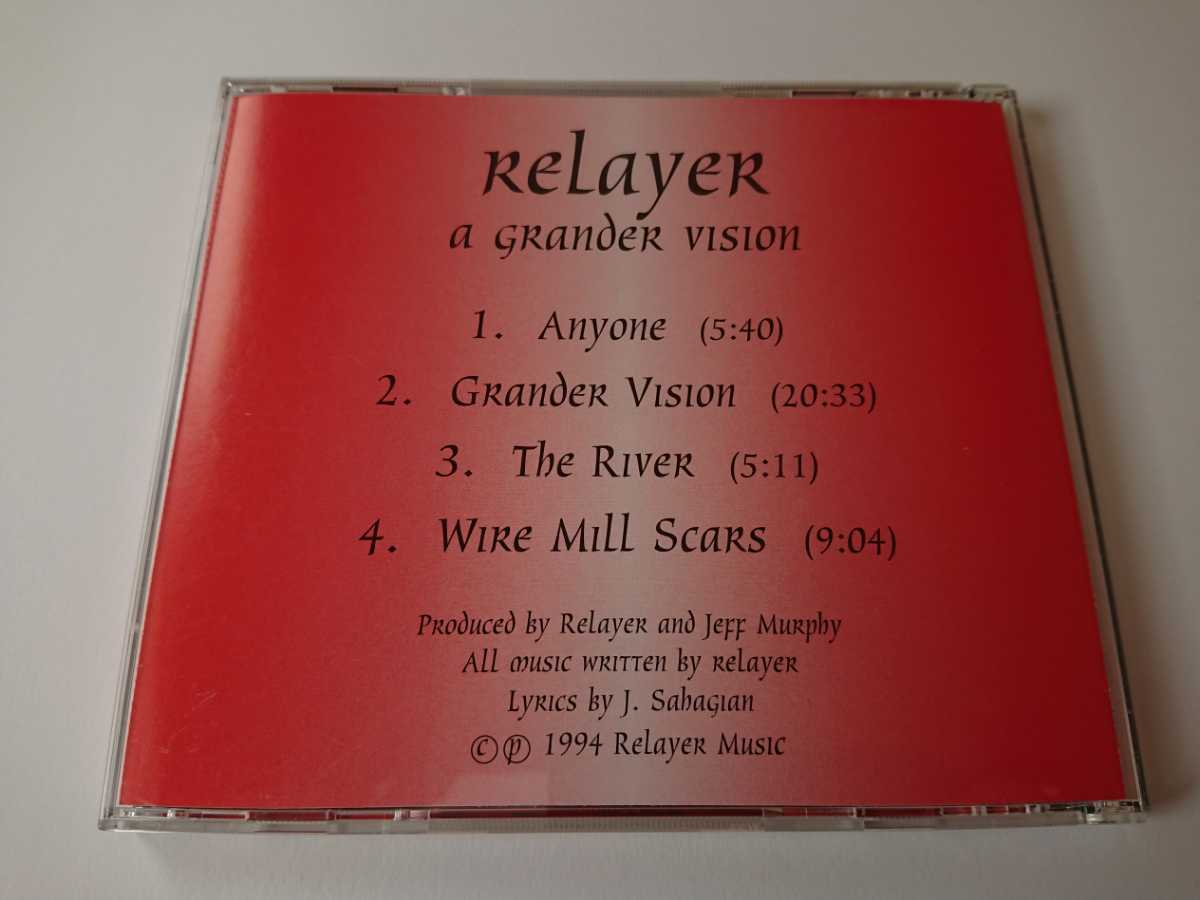 Relayer
a Grander Vision
1. Anyone (5:40)
2. Grander Vision (20:33)
3. The River (5:11)
4. Wire Mill Scars (9:04)
Produced by Relayer and Jeff Murphy
All music written by relayer
Lyrics by J. Sahagian
©℗ 1994 Relayer Music